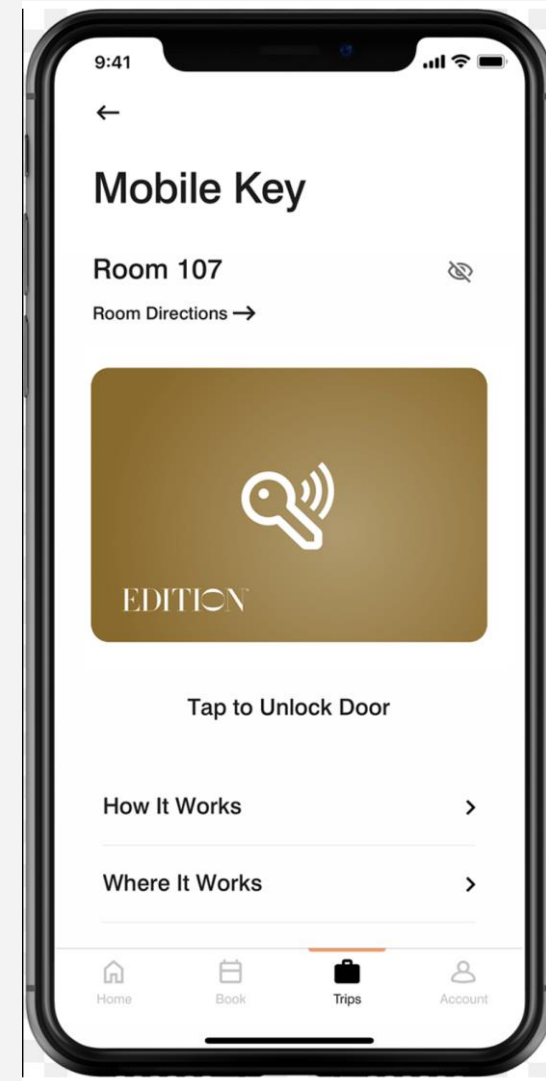 9:41
Mobile Key
Room 107
Room Directions →
EDITION
Tap to Unlock Door
How It Works
Where It Works
Home Book Trips Account